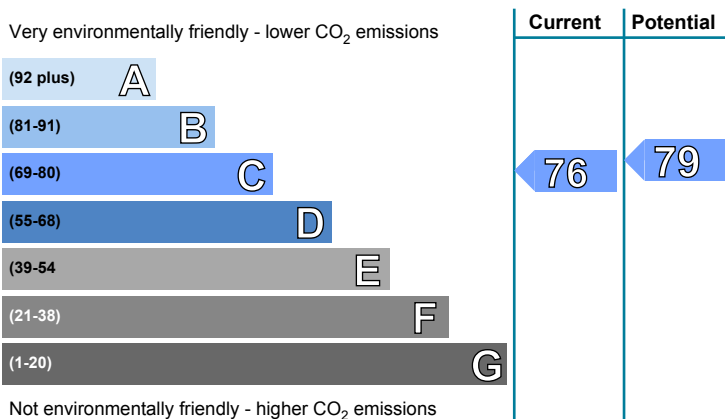 Current Potential
Very environmentally friendly - lower CO2 emissions
(92 plus) A
(81-91) B
(69-80) C 76 79
(55-68) D
(39-54 E
(21-38) F
(1-20) G
Not environmentally friendly - higher CO2 emissions